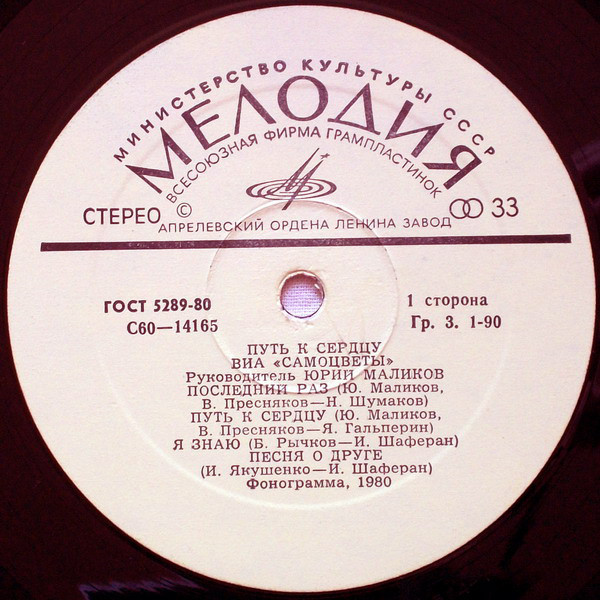 МИНИСТЕРСТВО КУЛЬТУРЫ СССР
МЕЛОДИЯ
ВСЕСОЮЗНАЯ ФИРМА ГРАМПЛАСТИНОК
СТЕРЕО © 33
АПРЕЛЕВСКИЙ ОРДЕНА ЛЕНИНА ЗАВОД
ГОСТ 5289-80 1 сторона
С60—14165 Гр. 3. 1-90
ПУТЬ К СЕРДЦУ
ВИА «САМОЦВЕТЫ»
Руководитель ЮРИЙ МАЛИКОВ
ПОСЛЕДНИЙ РАЗ (Ю. Маликов,
В. Пресняков—Н. Шумаков)
ПУТЬ К СЕРДЦУ (Ю. Маликов,
В. Пресняков—Я. Гальперин)
Я ЗНАЮ (Б. Рычков—И. Шаферан)
ПЕСНЯ О ДРУГЕ
(И. Якушенко—И. Шаферан)
Фонограмма, 1980